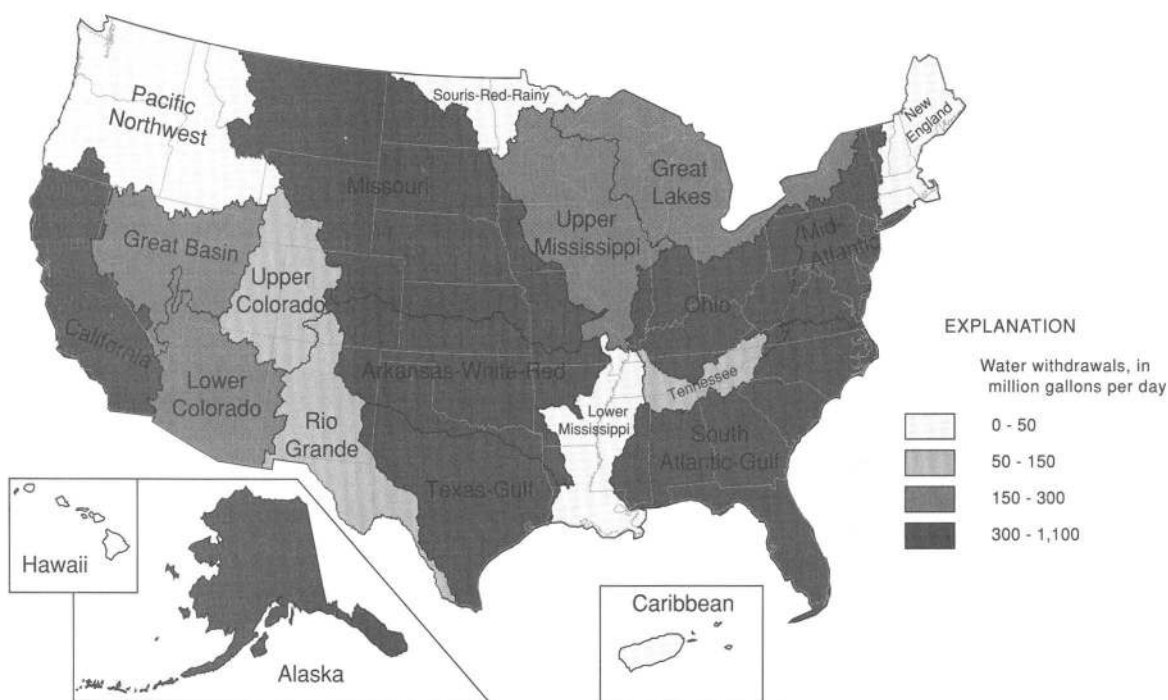 Pacific
Northwest
Souris-Red-Rainy
New
England
Missouri
Great
Lakes
Upper
Mississippi
Mid-
Atlantic
Great Basin
Upper
Colorado
Ohio
California
Lower
Colorado
Arkansas-White-Red
Tennessee
Rio
Grande
Lower
Mississippi
South
Atlantic-Gulf
Texas-Gulf
Hawaii
Alaska
Caribbean
EXPLANATION
Water withdrawals, in
million gallons per day
0 - 50
50 - 150
150 - 300
300 - 1,100